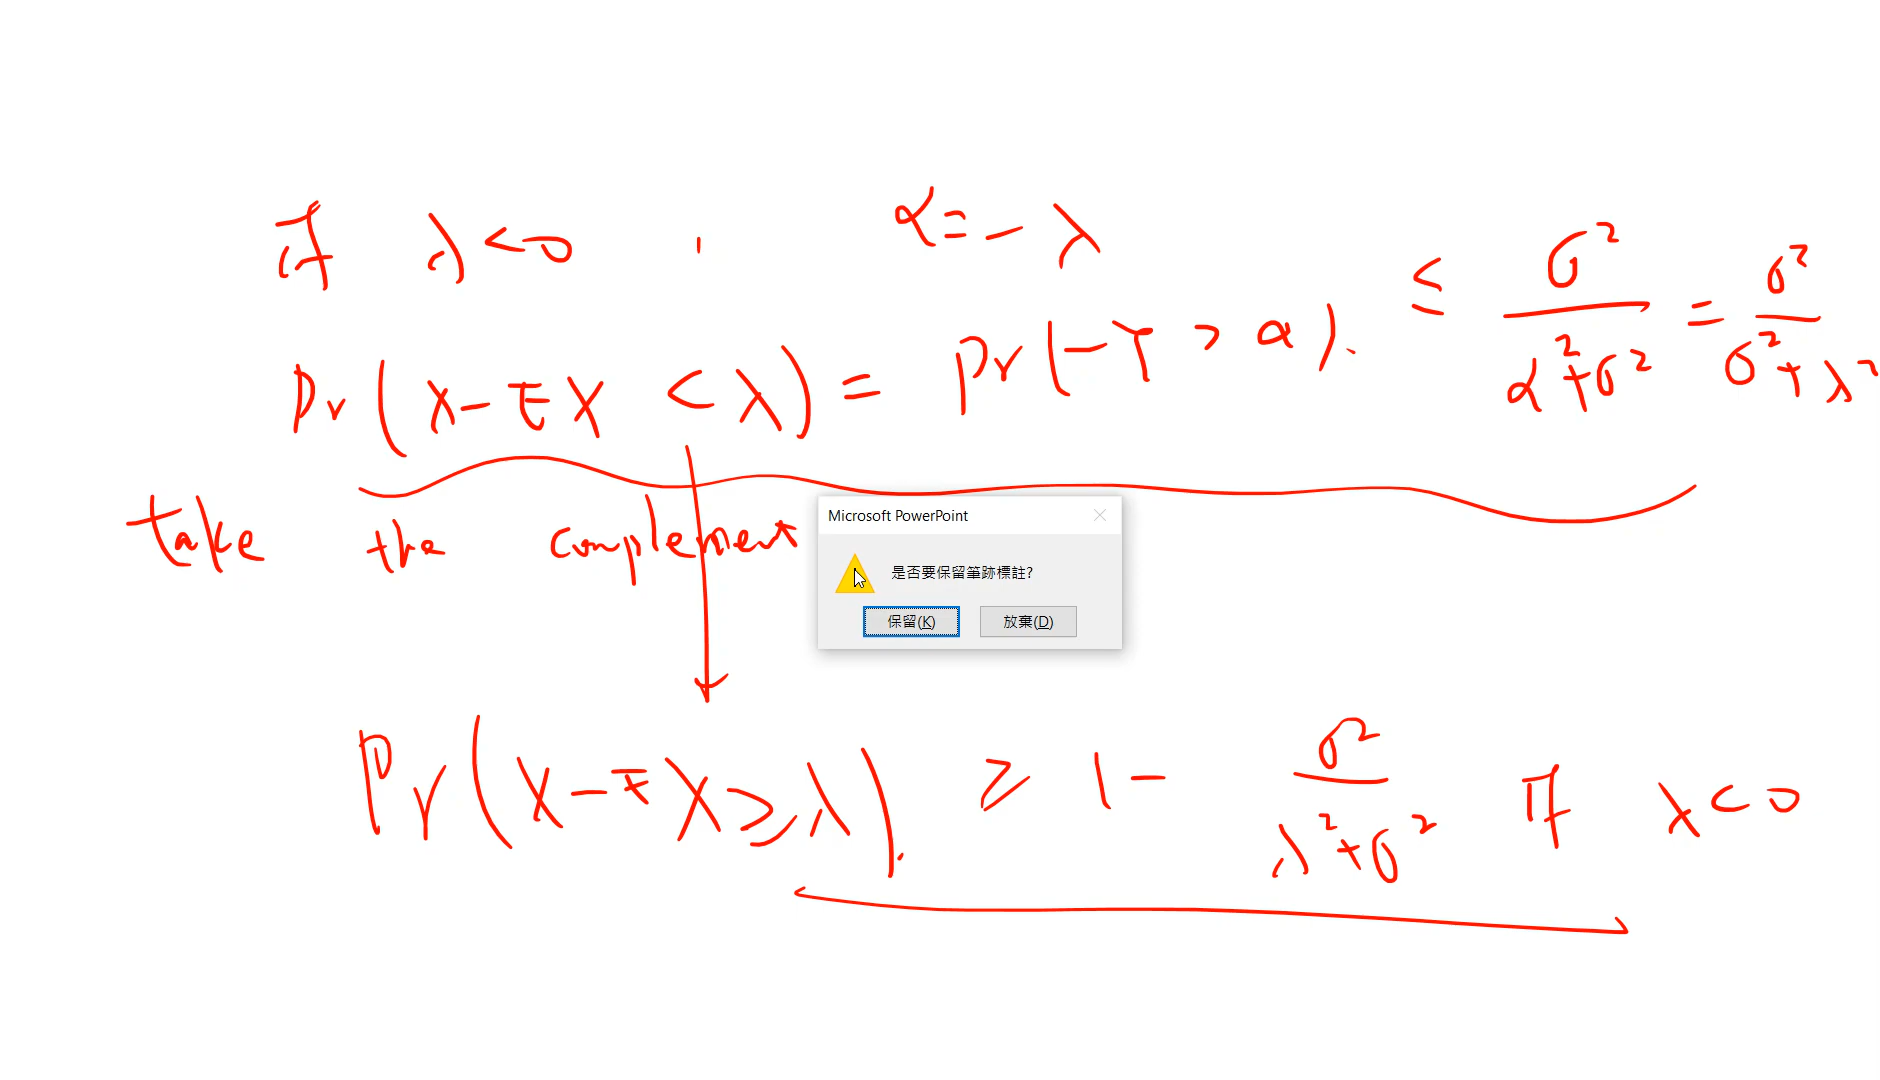 if λ<0 , α=-λ
Pr(X-EX<λ) = Pr(-Y>α). ≤ σ²/(α²+σ²) = σ²/(σ²+λ²)
take the complement
Microsoft PowerPoint
是否要保留筆跡標註?
保留(K) 放棄(D)
Pr(X-EX≥λ). ≥ 1- σ²/(λ²+σ²) if λ<0